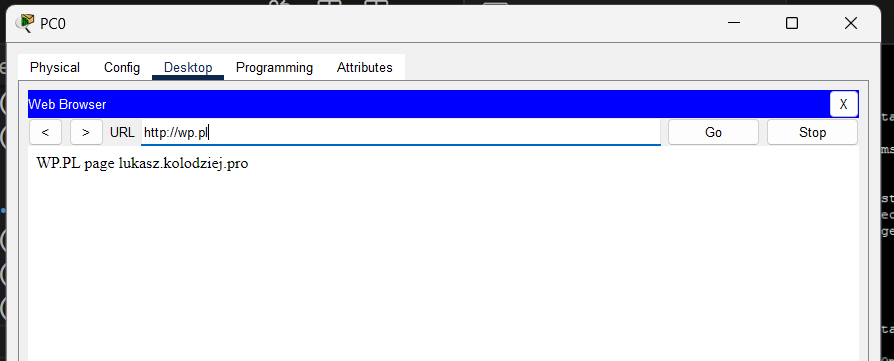 PC0
Physical Config Desktop Programming Attributes
Web Browser X
< > URL http://wp.pl Go Stop
WP.PL page lukasz.kolodziej.pro